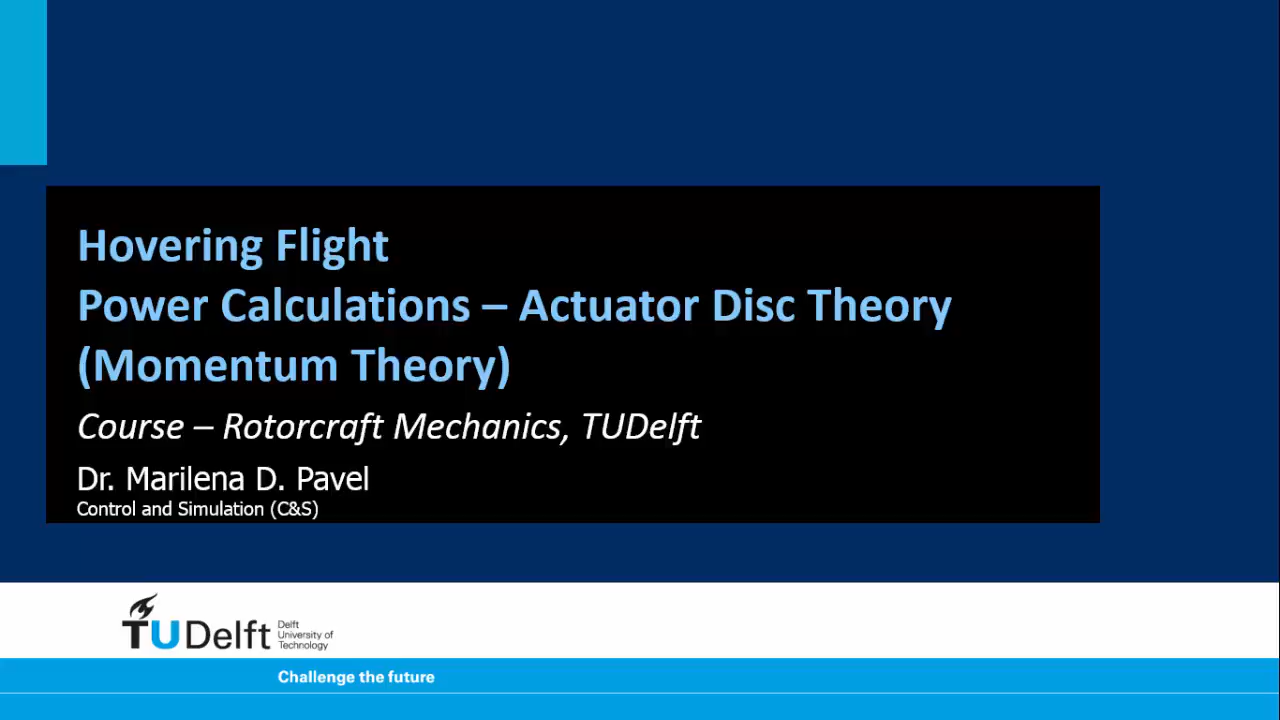 Hovering Flight
Power Calculations – Actuator Disc Theory
(Momentum Theory)
Course – Rotorcraft Mechanics, TUDelft
Dr. Marilena D. Pavel
Control and Simulation (C&S)
TUDelft
Delft
University of
Technology
Challenge the future